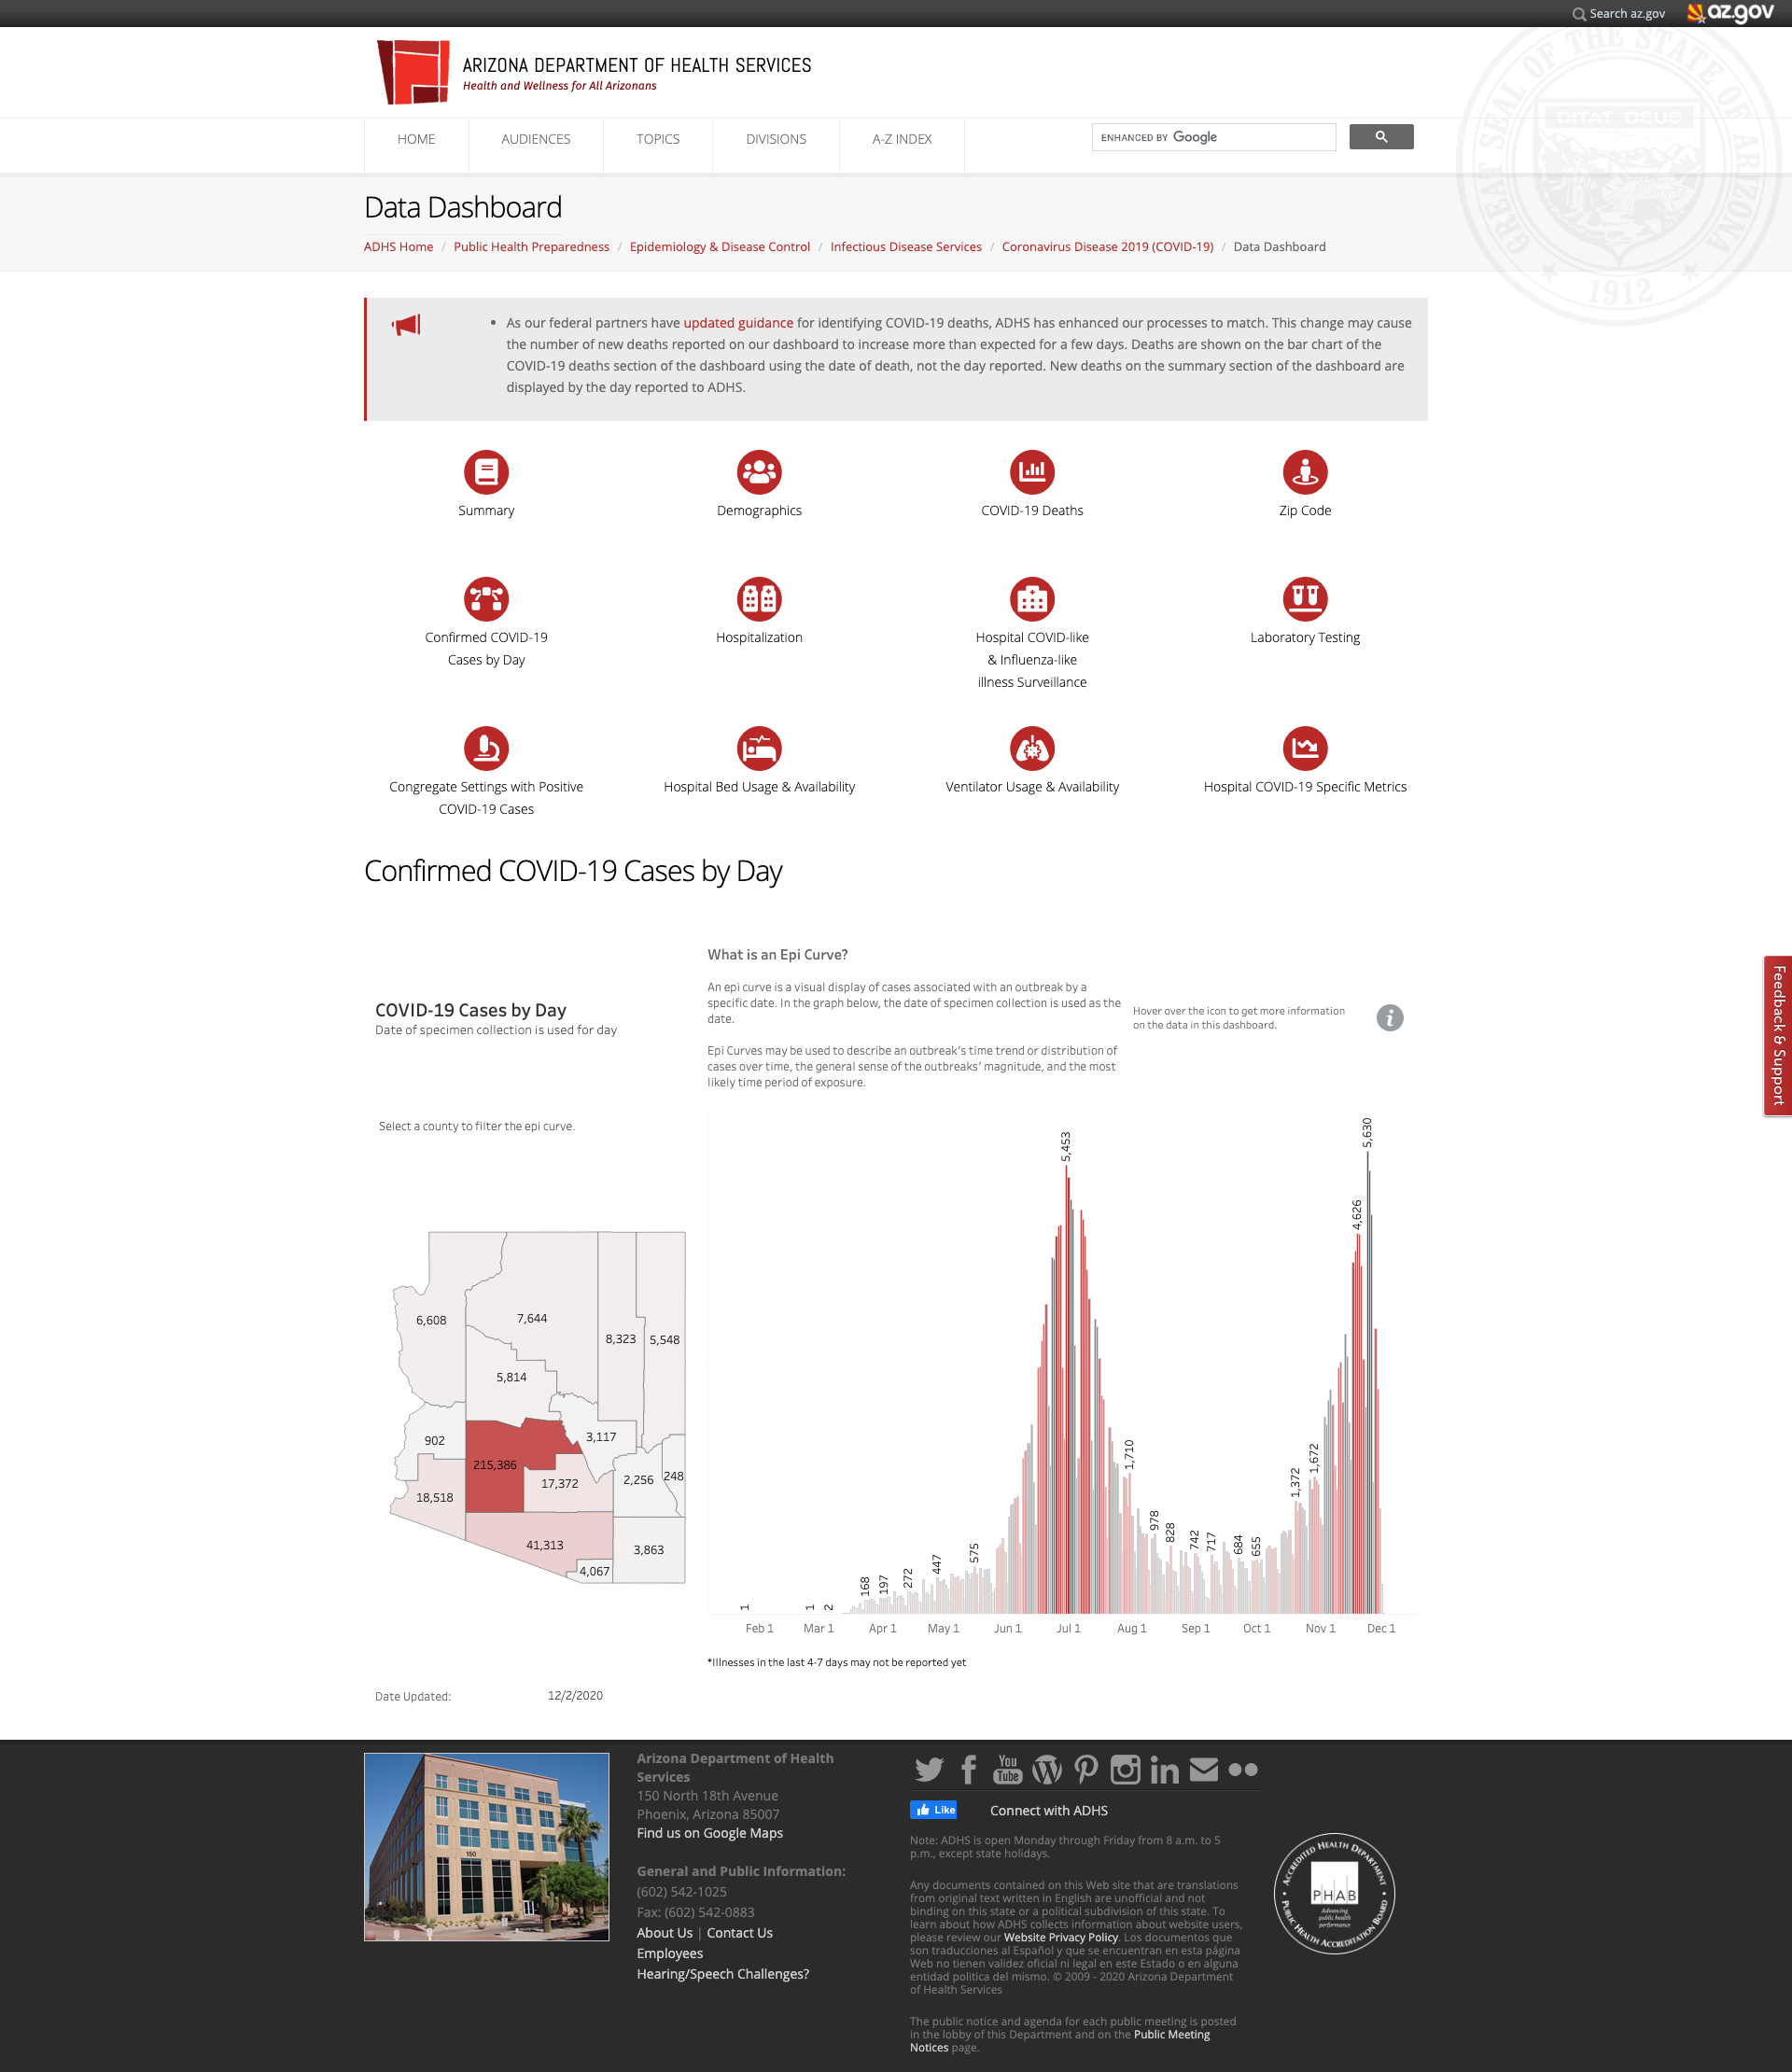 Search az.gov
az.gov
GREAT SEAL OF THE STATE OF ARIZONA
DITAT DEUS
1912
ARIZONA DEPARTMENT OF HEALTH SERVICES
Health and Wellness for All Arizonans
HOME AUDIENCES TOPICS DIVISIONS A-Z INDEX
ENHANCED BY Google
Data Dashboard
ADHS Home / Public Health Preparedness / Epidemiology & Disease Control / Infectious Disease Services / Coronavirus Disease 2019 (COVID-19) / Data Dashboard
• As our federal partners have updated guidance for identifying COVID-19 deaths, ADHS has enhanced our processes to match. This change may cause
the number of new deaths reported on our dashboard to increase more than expected for a few days. Deaths are shown on the bar chart of the
COVID-19 deaths section of the dashboard using the date of death, not the day reported. New deaths on the summary section of the dashboard are
displayed by the day reported to ADHS.
Summary
Demographics
COVID-19 Deaths
Zip Code
Confirmed COVID-19
Cases by Day
Hospitalization
Hospital COVID-like
& Influenza-like
illness Surveillance
Laboratory Testing
Congregate Settings with Positive
COVID-19 Cases
Hospital Bed Usage & Availability
Ventilator Usage & Availability
Hospital COVID-19 Specific Metrics
Confirmed COVID-19 Cases by Day
Feedback & Support
COVID-19 Cases by Day
Date of specimen collection is used for day
What is an Epi Curve?
An epi curve is a visual display of cases associated with an outbreak by a
specific date. In the graph below, the date of specimen collection is used as the
date.
Epi Curves may be used to describe an outbreak's time trend or distribution of
cases over time, the general sense of the outbreaks' magnitude, and the most
likely time period of exposure.
Hover over the icon to get more information
on the data in this dashboard.
i
Select a county to filter the epi curve.
6,608
7,644
8,323
5,548
5,814
902
3,117
215,386
17,372
2,256
248
18,518
41,313
3,863
4,067
1
1
2
168
197
272
447
575
5,453
1,710
978
828
742
717
684
655
1,372
1,672
4,626
5,630
Feb 1 Mar 1 Apr 1 May 1 Jun 1 Jul 1 Aug 1 Sep 1 Oct 1 Nov 1 Dec 1
*Illnesses in the last 4-7 days may not be reported yet
Date Updated: 12/2/2020
150
Arizona Department of Health
Services
150 North 18th Avenue
Phoenix, Arizona 85007
Find us on Google Maps
General and Public Information:
(602) 542-1025
Fax: (602) 542-0883
About Us | Contact Us
Employees
Hearing/Speech Challenges?
You
Tube
in
Like
Connect with ADHS
Note: ADHS is open Monday through Friday from 8 a.m. to 5
p.m., except state holidays.
Any documents contained on this Web site that are translations
from original text written in English are unofficial and not
binding on this state or a political subdivision of this state. To
learn about how ADHS collects information about website users,
please review our Website Privacy Policy. Los documentos que
son traducciones al Español y que se encuentran en esta página
Web no tienen validez oficial ni legal en este Estado o en alguna
entidad politica del mismo. © 2009 - 2020 Arizona Department
of Health Services
The public notice and agenda for each public meeting is posted
in the lobby of this Department and on the Public Meeting
Notices page.
ACCREDITED HEALTH DEPARTMENT
PHAB
Advancing
public health
performance
PUBLIC HEALTH ACCREDITATION BOARD